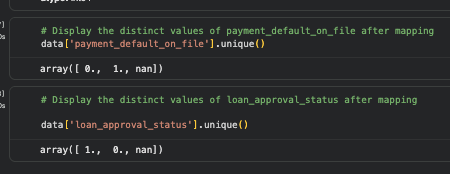 # Display the distinct values of payment_default_on_file after mapping
data['payment_default_on_file'].unique()
array([ 0.,  1., nan])
# Display the distinct values of loan_approval_status after mapping
data['loan_approval_status'].unique()
array([ 1.,  0., nan])